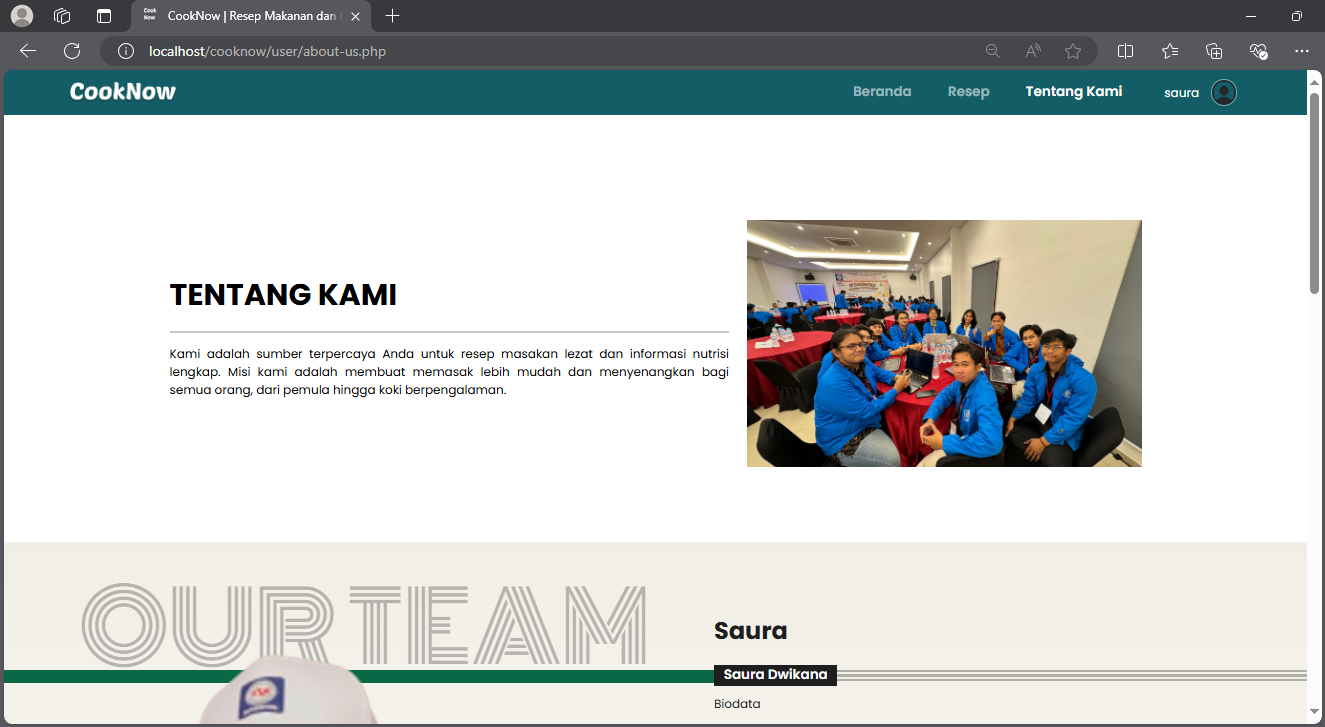 Cook Now
CookNow | Resep Makanan dan
localhost/cooknow/user/about-us.php
CookNow
Beranda
Resep
Tentang Kami
saura
TENTANG KAMI
Kami adalah sumber terpercaya Anda untuk resep masakan lezat dan informasi nutrisi
lengkap. Misi kami adalah membuat memasak lebih mudah dan menyenangkan bagi
semua orang, dari pemula hingga koki berpengalaman.
OUR TEAM
Saura
Saura Dwikana
Biodata